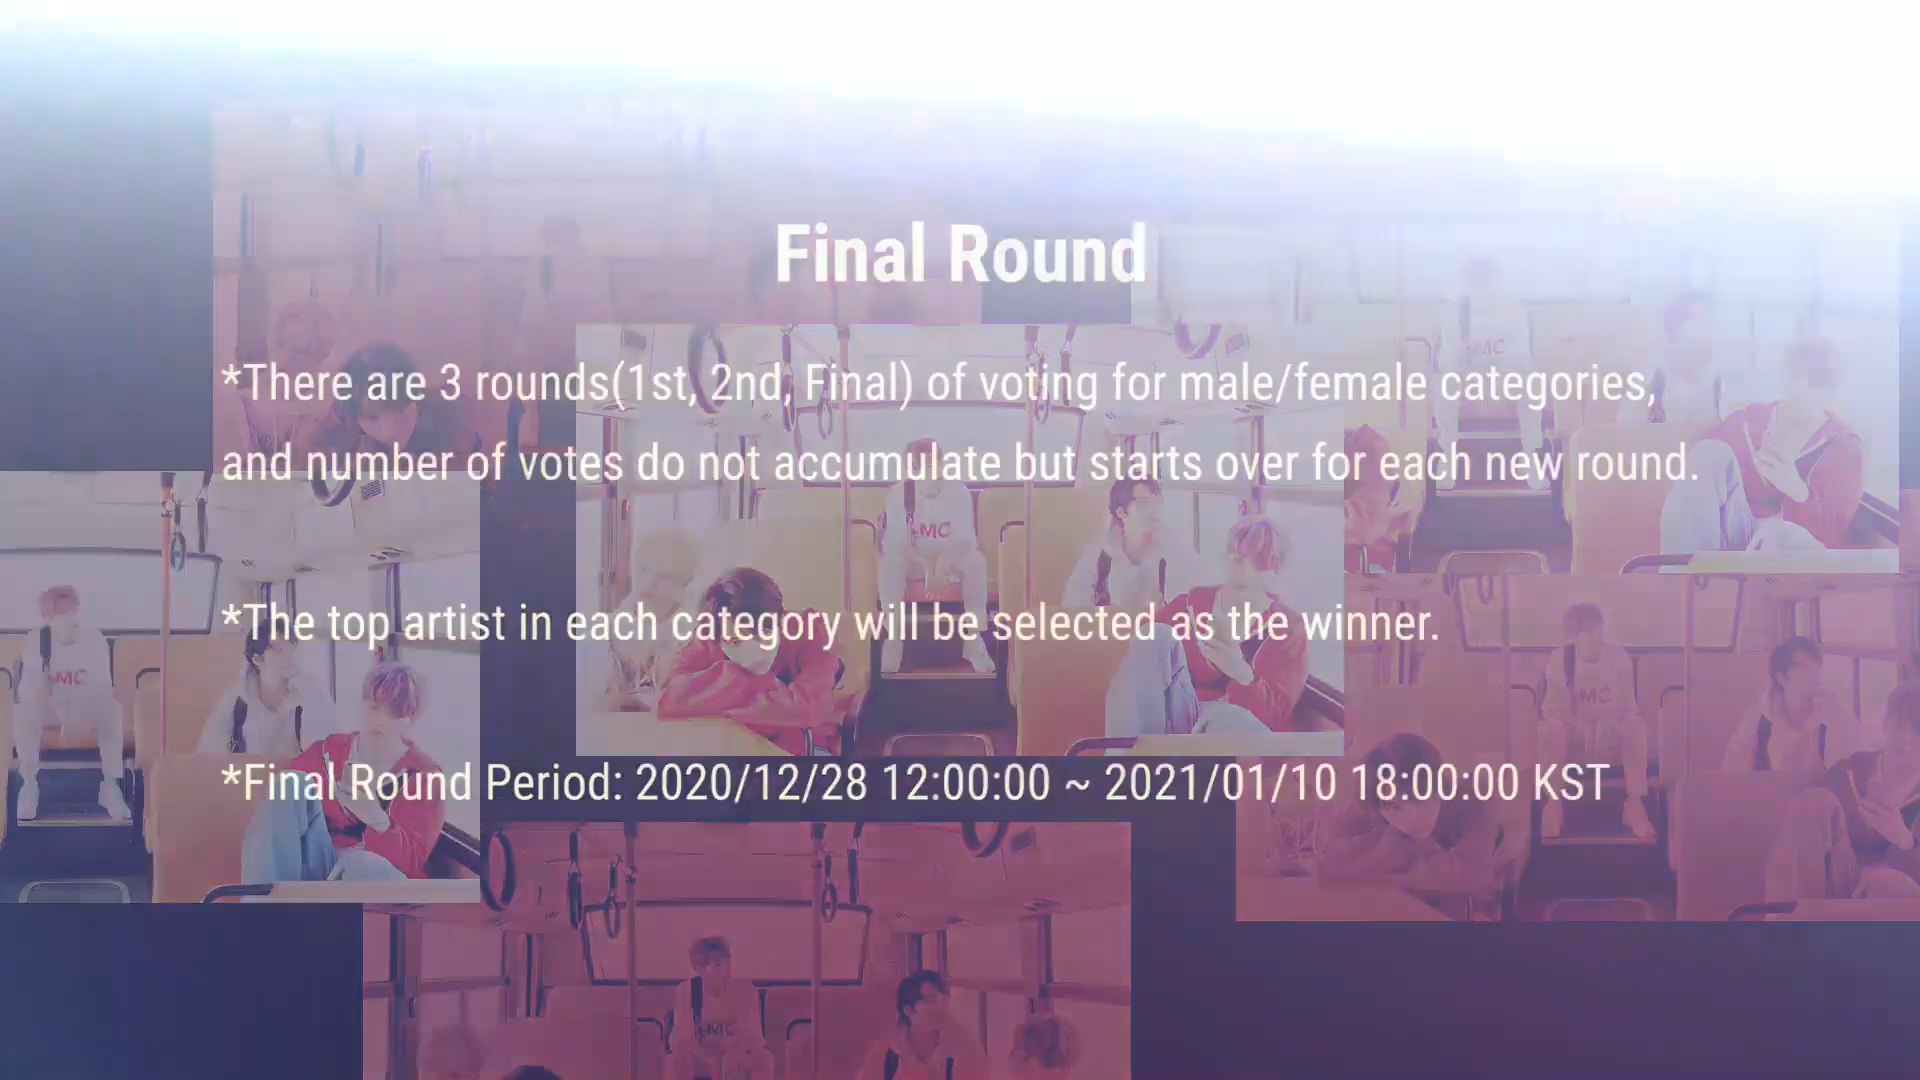 Final Round
*There are 3 rounds(1st, 2nd, Final) of voting for male/female categories,
and number of votes do not accumulate but starts over for each new round.
*The top artist in each category will be selected as the winner.
*Final Round Period: 2020/12/28 12:00:00 ~ 2021/01/10 18:00:00 KST